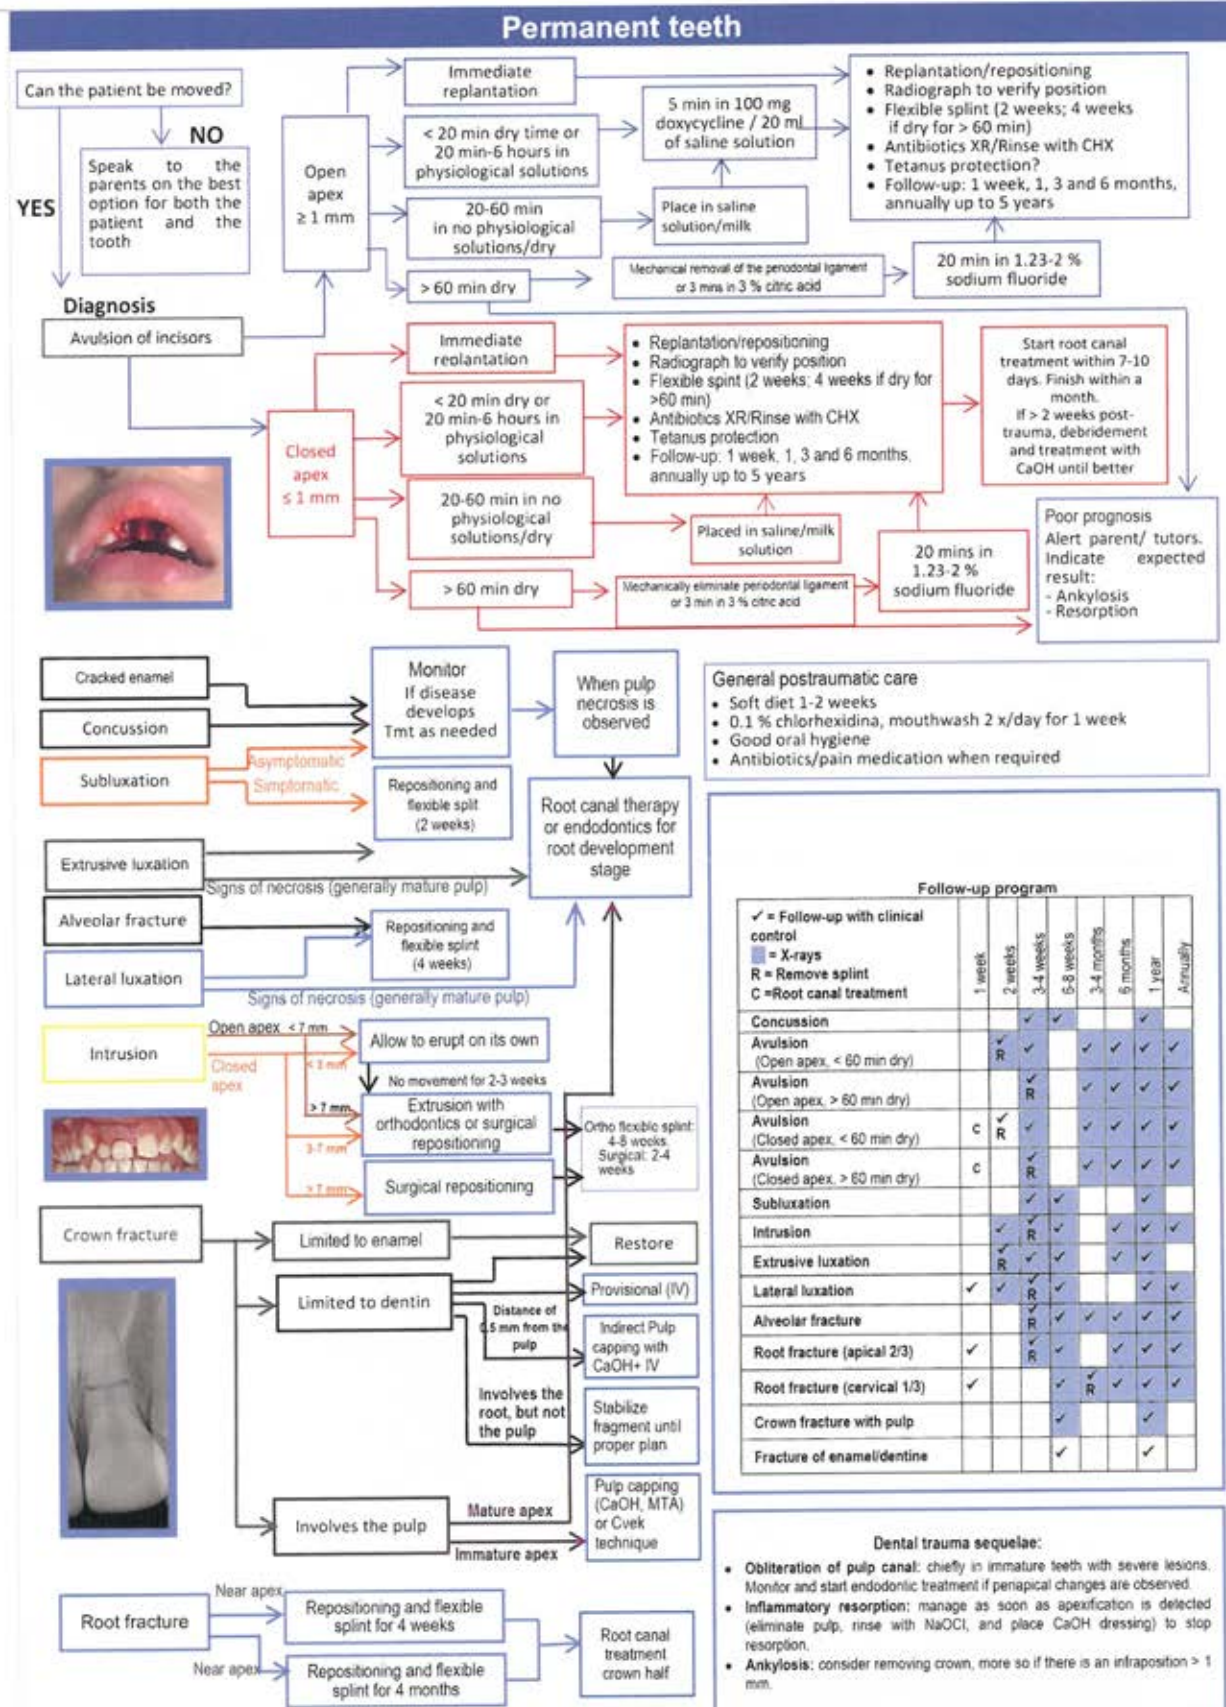 Permanent teeth
Can the patient be moved?
NO
YES
Speak to the
parents on the best
option for both the
patient and the
tooth
Diagnosis
Avulsion of incisors
Open
apex
≥ 1 mm
Immediate
replantation
< 20 min dry time or
20 min-6 hours in
physiological solutions
20-60 min
in no physiological
solutions/dry
> 60 min dry
5 min in 100 mg
doxycycline / 20 ml
of saline solution
Place in saline
solution/milk
Mechanical removal of the periodontal ligament
or 3 mins in 3 % citric acid
20 min in 1.23-2 %
sodium fluoride
• Replantation/repositioning
• Radiograph to verify position
• Flexible splint (2 weeks; 4 weeks
if dry for > 60 min)
• Antibiotics XR/Rinse with CHX
• Tetanus protection?
• Follow-up: 1 week, 1, 3 and 6 months,
annually up to 5 years
Closed
apex
≤ 1 mm
Immediate
replantation
< 20 min dry or
20 min-6 hours in
physiological
solutions
20-60 min in no
physiological
solutions/dry
> 60 min dry
• Replantation/repositioning
• Radiograph to verify position
• Flexible spint (2 weeks; 4 weeks if dry for
>60 min)
• Antibiotics XR/Rinse with CHX
• Tetanus protection
• Follow-up: 1 week, 1, 3 and 6 months,
annually up to 5 years
Placed in saline/milk
solution
Mechanically eliminate periodontal ligament
or 3 min in 3 % citric acid
20 mins in
1.23-2 %
sodium fluoride
Start root canal
treatment within 7-10
days. Finish within a
month.
If > 2 weeks post-
trauma, debridement
and treatment with
CaOH until better
Poor prognosis
Alert parent/ tutors.
Indicate expected
result:
- Ankylosis
- Resorption
Cracked enamel
Concussion
Subluxation
Asymptomatic
Simptomatic
Monitor
If disease
develops
Tmt as needed
When pulp
necrosis is
observed
Repositioning and
flexible split
(2 weeks)
Root canal therapy
or endodontics for
root development
stage
Extrusive luxation
Signs of necrosis (generally mature pulp)
Alveolar fracture
Lateral luxation
Repositioning and
flexible splint
(4 weeks)
Signs of necrosis (generally mature pulp)
Intrusion
Open apex < 7 mm
Closed
apex
< 3 mm
Allow to erupt on its own
No movement for 2-3 weeks
> 7 mm
3-7 mm
Extrusion with
orthodontics or surgical
repositioning
> 7 mm
Surgical repositioning
Ortho flexible splint:
4-8 weeks
Surgical: 2-4
weeks
Crown fracture
Limited to enamel
Restore
Limited to dentin
Provisional (IV)
Distance of
0.5 mm from the
pulp
Indirect Pulp
capping with
CaOH+ IV
Involves the
root, but not
the pulp
Stabilize
fragment until
proper plan
Involves the pulp
Mature apex
Immature apex
Pulp capping
(CaOH, MTA)
or Cvek
technique
Root fracture
Near apex
Repositioning and flexible
splint for 4 weeks
Near apex
Repositioning and flexible
splint for 4 months
Root canal
treatment
crown half
General postraumatic care
• Soft diet 1-2 weeks
• 0.1 % chlorhexidina, mouthwash 2 x/day for 1 week
• Good oral hygiene
• Antibiotics/pain medication when required
Follow-up program
✓ = Follow-up with clinical
control
= X-rays
R = Remove splint
C =Root canal treatment
1 week
2 weeks
3-4 weeks
6-8 weeks
3-4 months
6 months
1 year
Annually
Concussion ✓ ✓ ✓
Avulsion
(Open apex, < 60 min dry) ✓ R ✓ ✓ ✓ ✓ ✓
Avulsion
(Open apex, > 60 min dry) ✓ R ✓ ✓ ✓ ✓
Avulsion
(Closed apex, < 60 min dry) C ✓ R ✓ ✓ ✓ ✓ ✓
Avulsion
(Closed apex, > 60 min dry) C ✓ R ✓ ✓ ✓ ✓
Subluxation ✓ ✓ ✓
Intrusion ✓ ✓ R ✓ ✓ ✓ ✓
Extrusive luxation ✓ R ✓ ✓ ✓ ✓
Lateral luxation ✓ ✓ ✓ R ✓ ✓ ✓
Alveolar fracture ✓ R ✓ ✓ ✓ ✓ ✓
Root fracture (apical 2/3) ✓ ✓ R ✓ ✓ ✓ ✓
Root fracture (cervical 1/3) ✓ ✓ ✓ R ✓ ✓ ✓
Crown fracture with pulp ✓ ✓
Fracture of enamel/dentine ✓ ✓
Dental trauma sequelae:
• Obliteration of pulp canal: chiefly in immature teeth with severe lesions.
Monitor and start endodontic treatment if periapical changes are observed.
• Inflammatory resorption: manage as soon as apexification is detected
(eliminate pulp, rinse with NaOCl, and place CaOH dressing) to stop
resorption.
• Ankylosis: consider removing crown, more so if there is an infraposition > 1
mm.